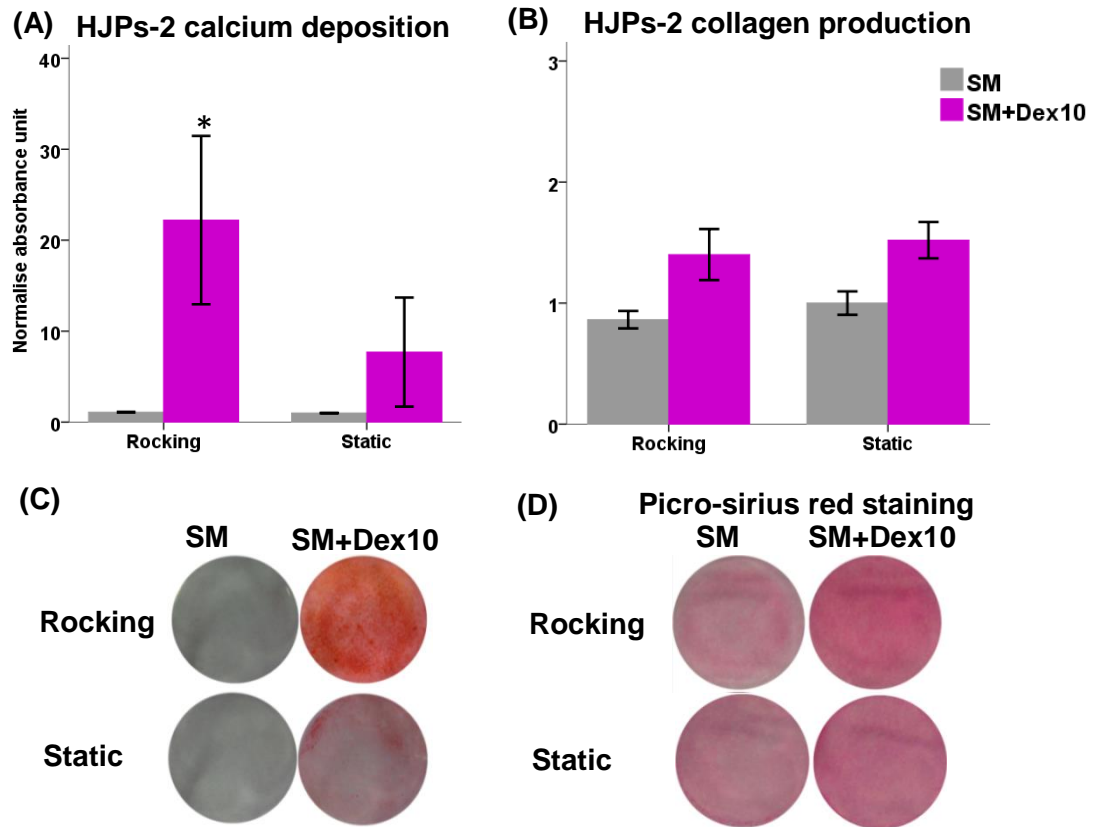 (A) HJPs-2 calcium deposition
40
30
20
10
0
Normalise absorbance unit
*
Rocking Static
(B) HJPs-2 collagen production
3
2
1
0
SM
SM+Dex10
Rocking Static
(C)
SM SM+Dex10
Rocking
Static
(D) Picro-sirius red staining
SM SM+Dex10
Rocking
Static